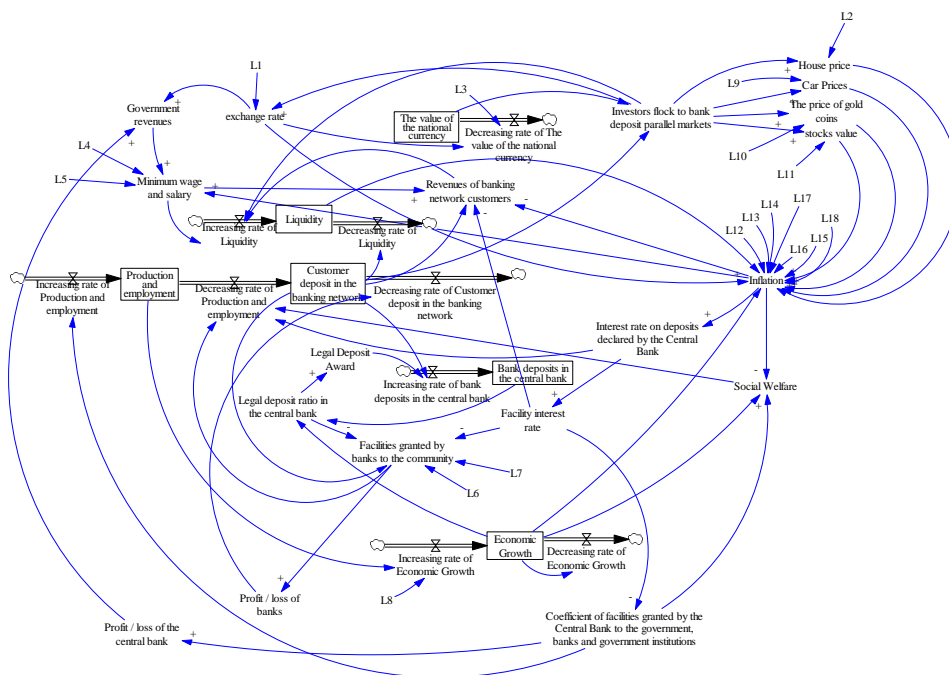 L2
House price
+
L9
Car Prices
+
The price of gold
coins
+
stocks value
+
L10
L11
L1
exchange rate
+
Government
revenues
+
+
L3
The value of
the national
currency
Decreasing rate of The
value of the national
currency
-
Investors flock to bank
deposit parallel markets
L4
L5
+
+
Minimum wage
and salary
+
Revenues of banking
network customers
+
-
-
Increasing rate of
Liquidity
Liquidity
Decreasing rate of
Liquidity
L17
L14
L13
L12
L18
L15
L16
+
Inflation
Increasing rate of
Production and
employment
Production
and
employment
Decreasing rate of
Production and
employment
Customer
deposit in the
banking network
Decreasing rate of Customer
deposit in the banking
network
+
Interest rate on deposits
declared by the Central
Bank
Legal Deposit
Award
+
Increasing rate of bank
deposits in the central bank
Bank deposits in
the central bank
-
Social Welfare
+
Legal deposit ratio in
the central bank
-
+
Facility interest
rate
-
Facilities granted by
banks to the community
L7
L6
Increasing rate of
Economic Growth
Economic
Growth
Decreasing rate of
Economic Growth
L8
+
Profit / loss of
banks
-
Coefficient of facilities granted by the
Central Bank to the government,
banks and government institutions
Profit / loss of the
central bank
+